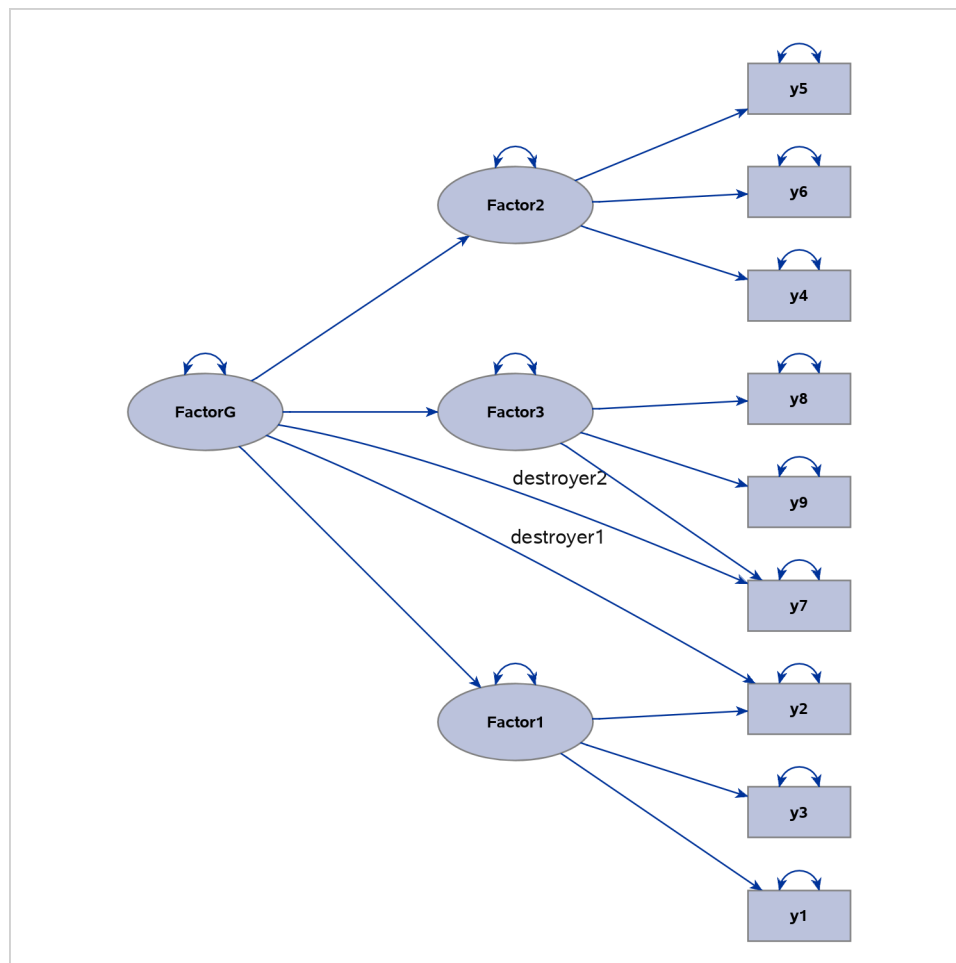 y5
y6
Factor2
y4
y8
FactorG
Factor3
destroyer2
y9
destroyer1
y7
y2
Factor1
y3
y1